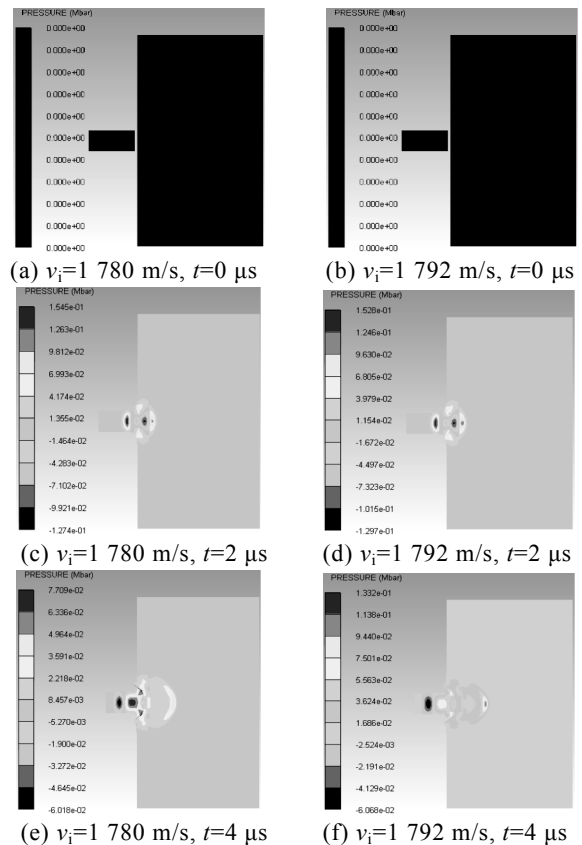 PRESSURE (Mbar)
0.000e+00
0.000e+00
0.000e+00
0.000e+00
0.000e+00
0.000e+00
0.000e+00
0.000e+00
0.000e+00
0.000e+00
0.000e+00
(a) vi=1 780 m/s, t=0 μs
PRESSURE (Mbar)
0.000e+00
0.000e+00
0.000e+00
0.000e+00
0.000e+00
0.000e+00
0.000e+00
0.000e+00
0.000e+00
0.000e+00
0.000e+00
(b) vi=1 792 m/s, t=0 μs
PRESSURE (Mbar)
1.545e-01
1.263e-01
9.812e-02
6.993e-02
4.174e-02
1.355e-02
-1.464e-02
-4.283e-02
-7.102e-02
-9.921e-02
-1.274e-01
(c) vi=1 780 m/s, t=2 μs
PRESSURE (Mbar)
1.528e-01
1.246e-01
9.630e-02
6.805e-02
3.979e-02
1.154e-02
-1.672e-02
-4.497e-02
-7.323e-02
-1.015e-01
-1.297e-01
(d) vi=1 792 m/s, t=2 μs
PRESSURE (Mbar)
7.709e-02
6.336e-02
4.964e-02
3.591e-02
2.218e-02
8.457e-03
-5.270e-03
-1.900e-02
-3.272e-02
-4.645e-02
-6.018e-02
(e) vi=1 780 m/s, t=4 μs
PRESSURE (Mbar)
1.332e-01
1.138e-01
9.440e-02
7.501e-02
5.563e-02
3.624e-02
1.686e-02
-2.524e-03
-2.191e-02
-4.129e-02
-6.068e-02
(f) vi=1 792 m/s, t=4 μs